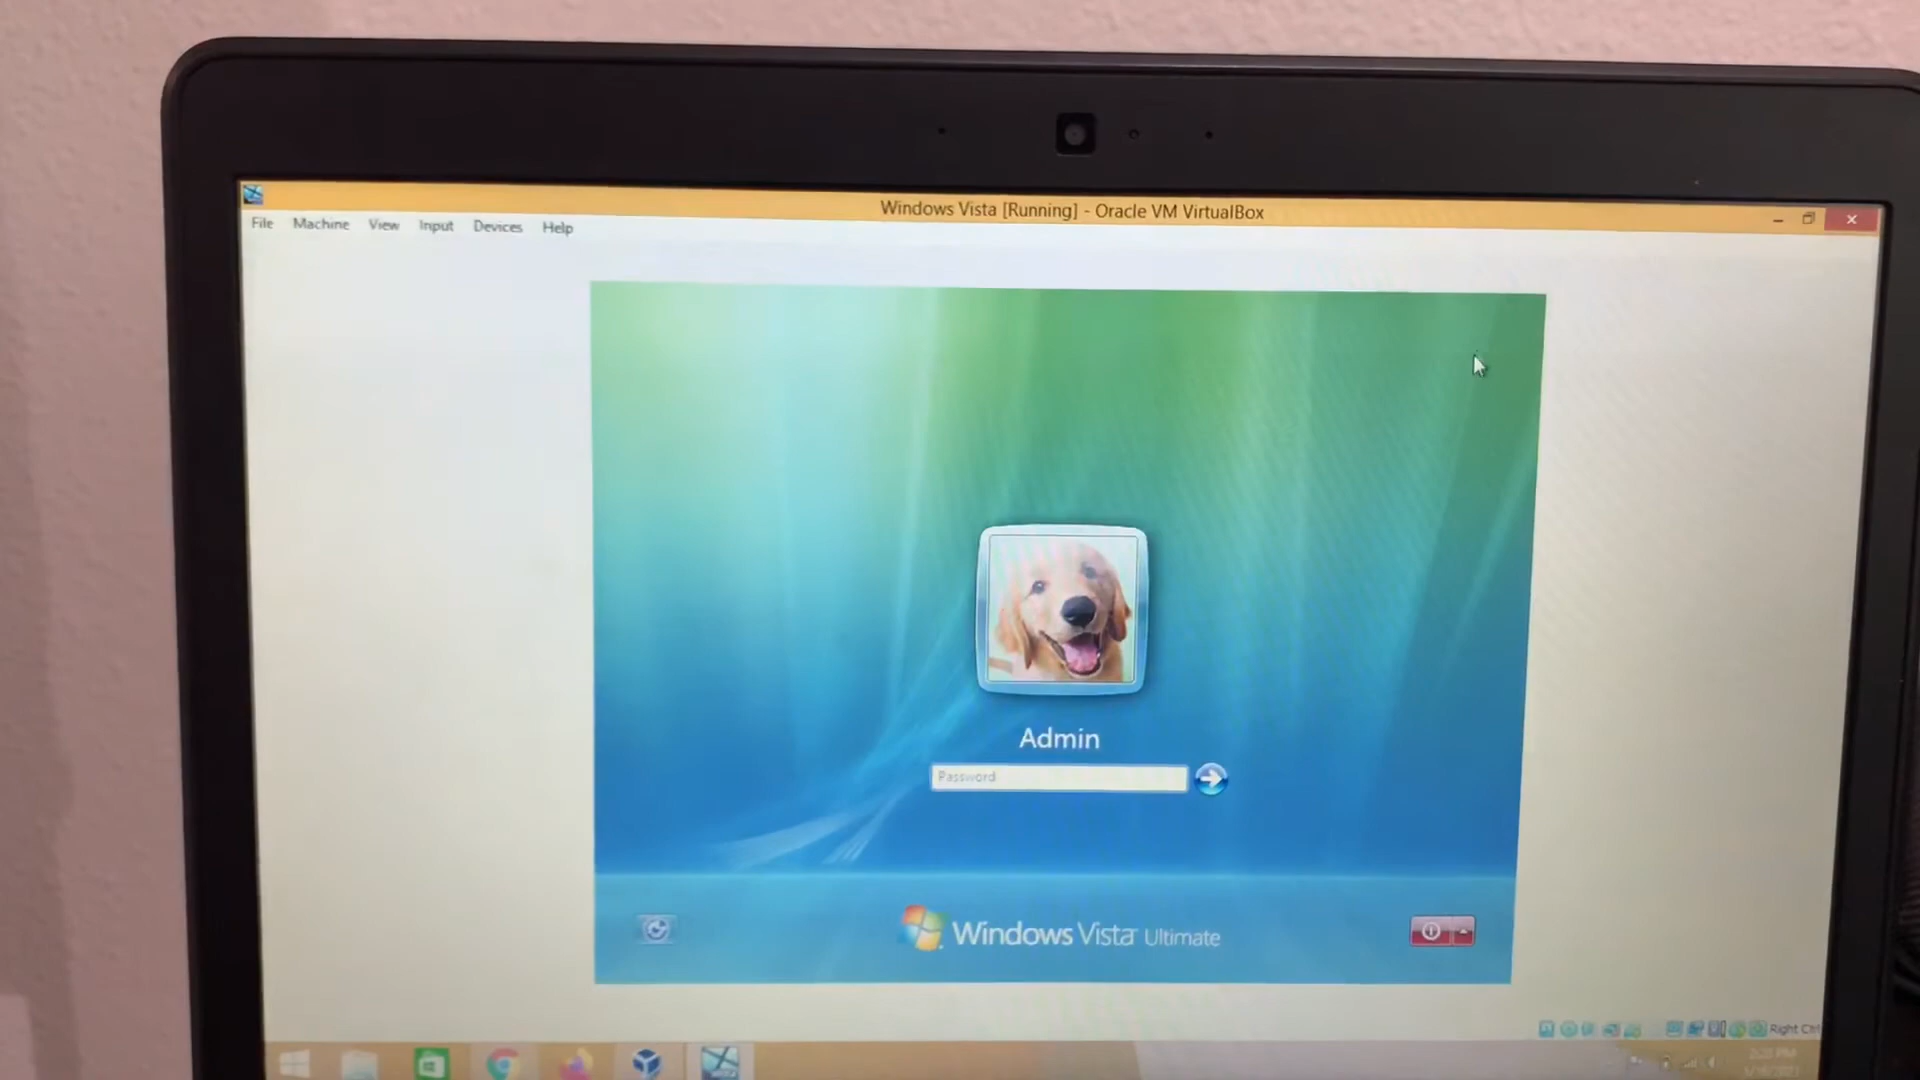 Windows Vista [Running] - Oracle VM VirtualBox
File Machine View Input Devices Help
Admin
Password
Windows Vista Ultimate
Right Ctrl